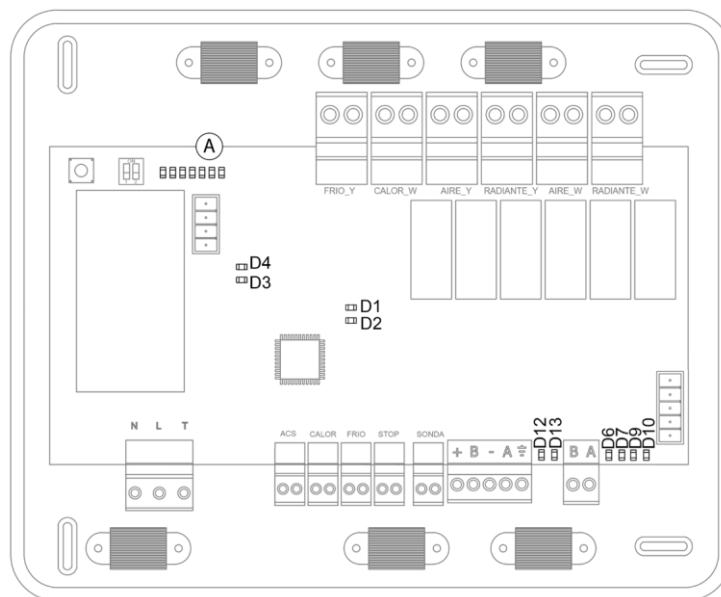 A
FRIO_Y CALOR_W AIRE_Y RADIANTE_Y AIRE_W RADIANTE_W
D4
D3
D1
D2
N L T
ACS CALOR FRIO STOP SONDA
+ B - A
D12 D13
B A
D6 D7 D9 D10